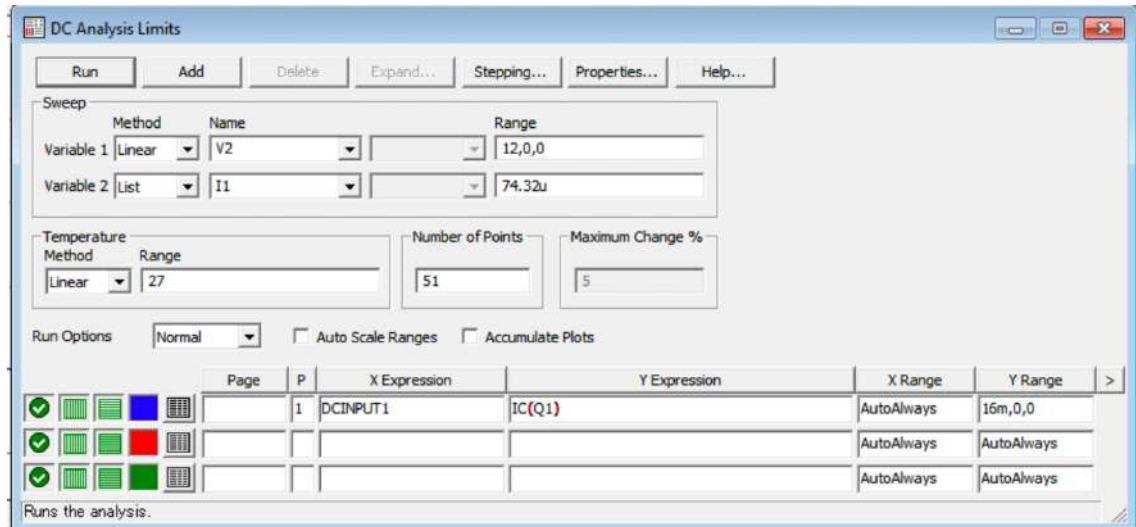 DC Analysis Limits
Run Add Delete Expand... Stepping... Properties... Help...
Sweep
Method Name Range
Variable 1 Linear V2 12,0,0
Variable 2 List I1 74.32u
Temperature Number of Points Maximum Change %
Method Range
Linear 27 51 5
Run Options Normal Auto Scale Ranges Accumulate Plots
Page P X Expression Y Expression X Range Y Range >
1 DCINPUT1 IC(Q1) AutoAlways 16m,0,0
AutoAlways AutoAlways
AutoAlways AutoAlways
Runs the analysis.